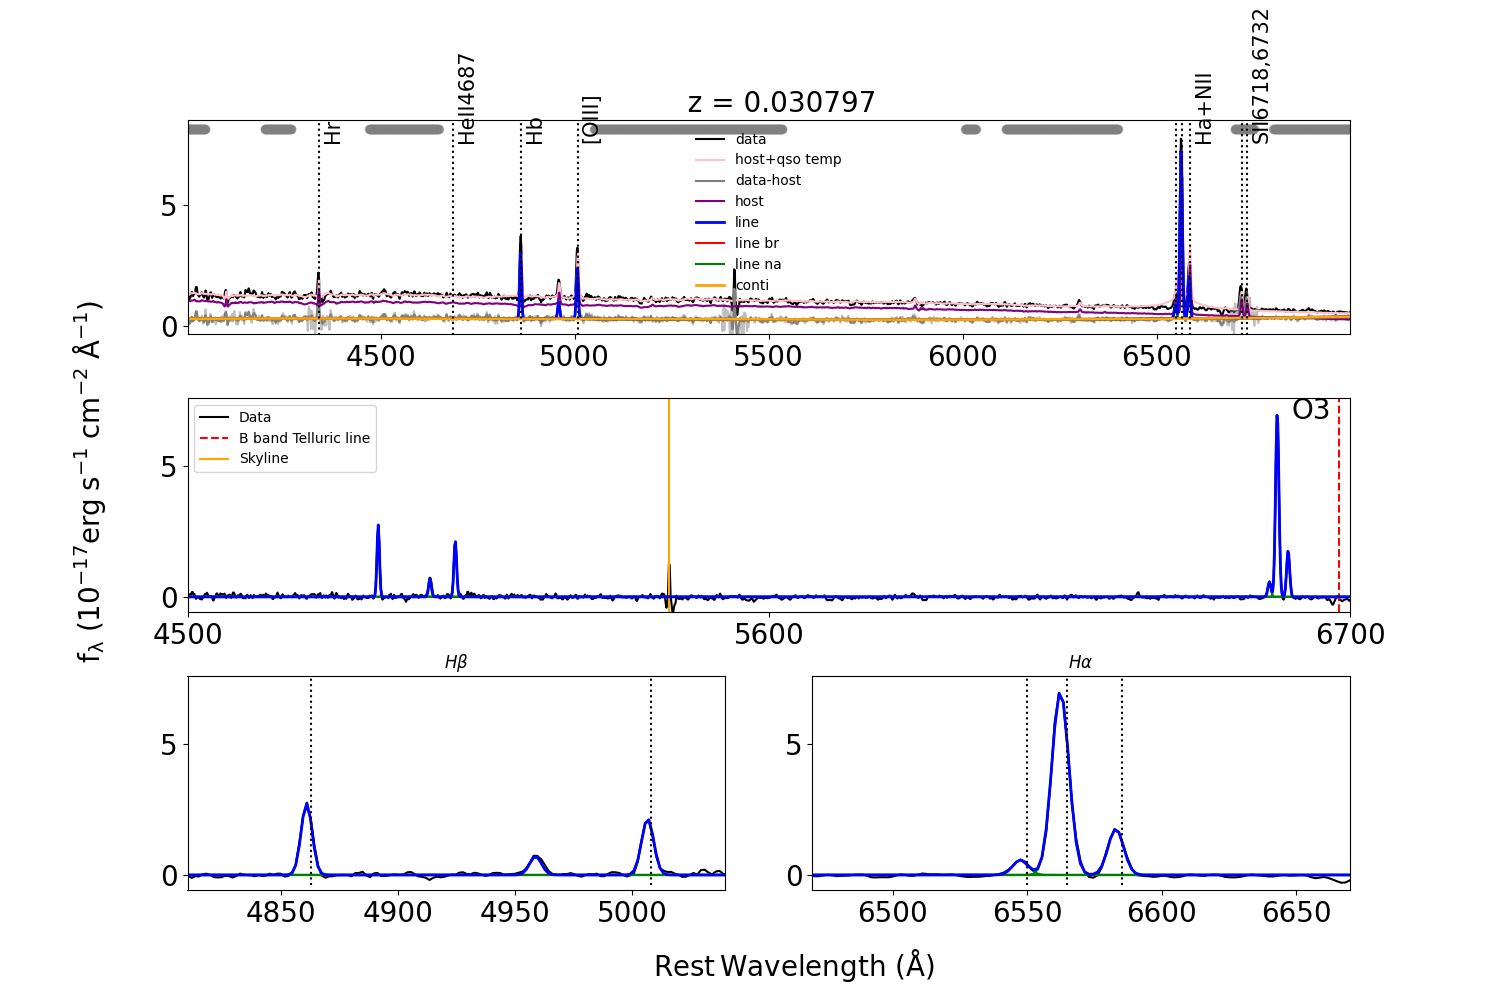 z = 0.030797
Hr
HeII4687
Hb
[OIII]
Ha+NII
SII6718,6732
data
host+qso temp
data-host
host
line
line br
line na
conti
5
0
4500
5000
5500
6000
6500
f_λ (10⁻¹⁷erg s⁻¹ cm⁻² Å⁻¹)
Data
B band Telluric line
Skyline
O3
5
0
4500
5600
6700
Hβ
5
0
4850
4900
4950
5000
Hα
5
0
6500
6550
6600
6650
Rest Wavelength (Å)